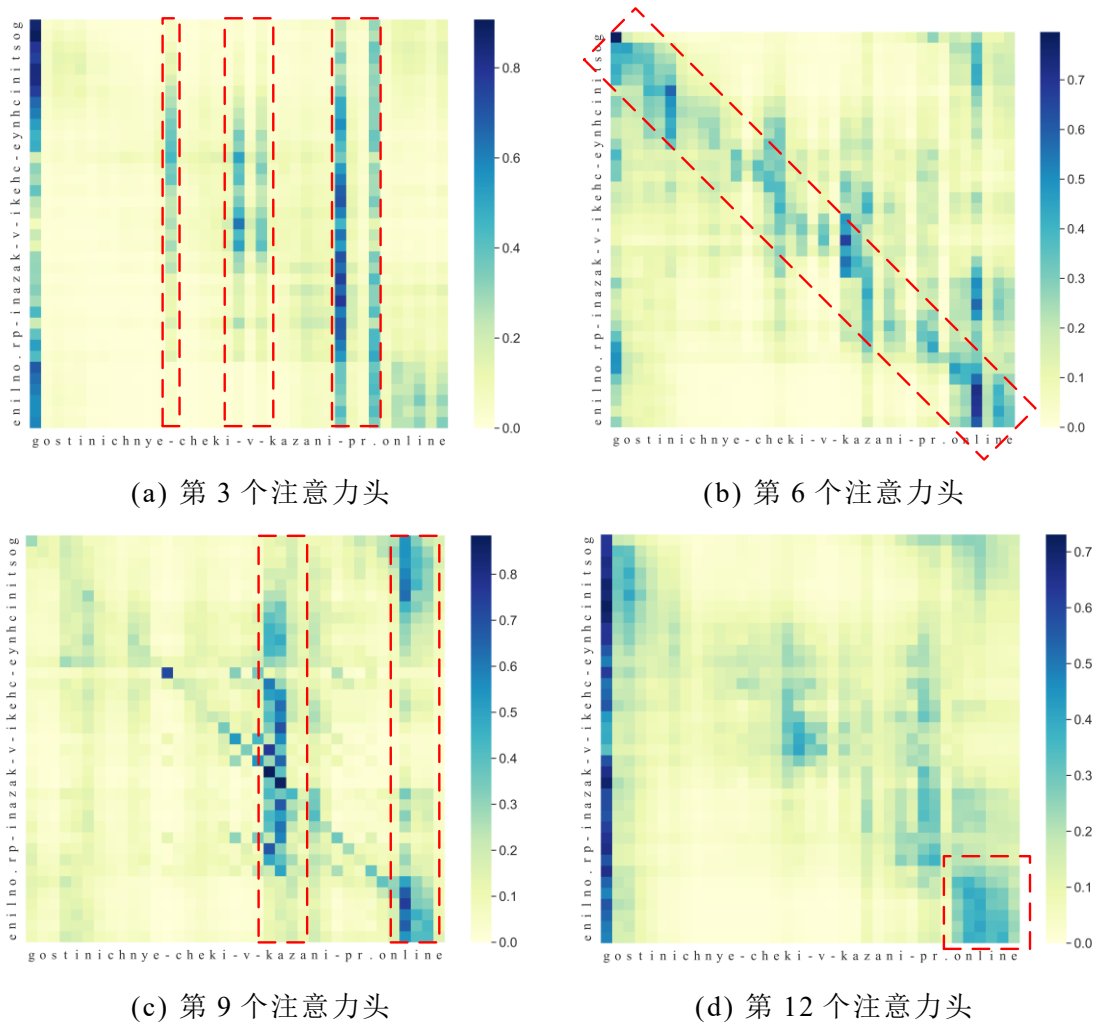 enilno.rp-inazak-v-ikehc-eynhcinitsog
0.8
0.6
0.4
0.2
0.0
gostinichnye-cheki-v-kazani-pr.online
(a) 第 3 个注意力头
enilno.rp-inazak-v-ikehc-eynhcinitsog
0.7
0.6
0.5
0.4
0.3
0.2
0.1
0.0
gostinichnye-cheki-v-kazani-pr.online
(b) 第 6 个注意力头
enilno.rp-inazak-v-ikehc-eynhcinitsog
0.8
0.7
0.6
0.5
0.4
0.3
0.2
0.1
0.0
gostinichnye-cheki-v-kazani-pr.online
(c) 第 9 个注意力头
enilno.rp-inazak-v-ikehc-eynhcinitsog
0.7
0.6
0.5
0.4
0.3
0.2
0.1
0.0
gostinichnye-cheki-v-kazani-pr.online
(d) 第 12 个注意力头